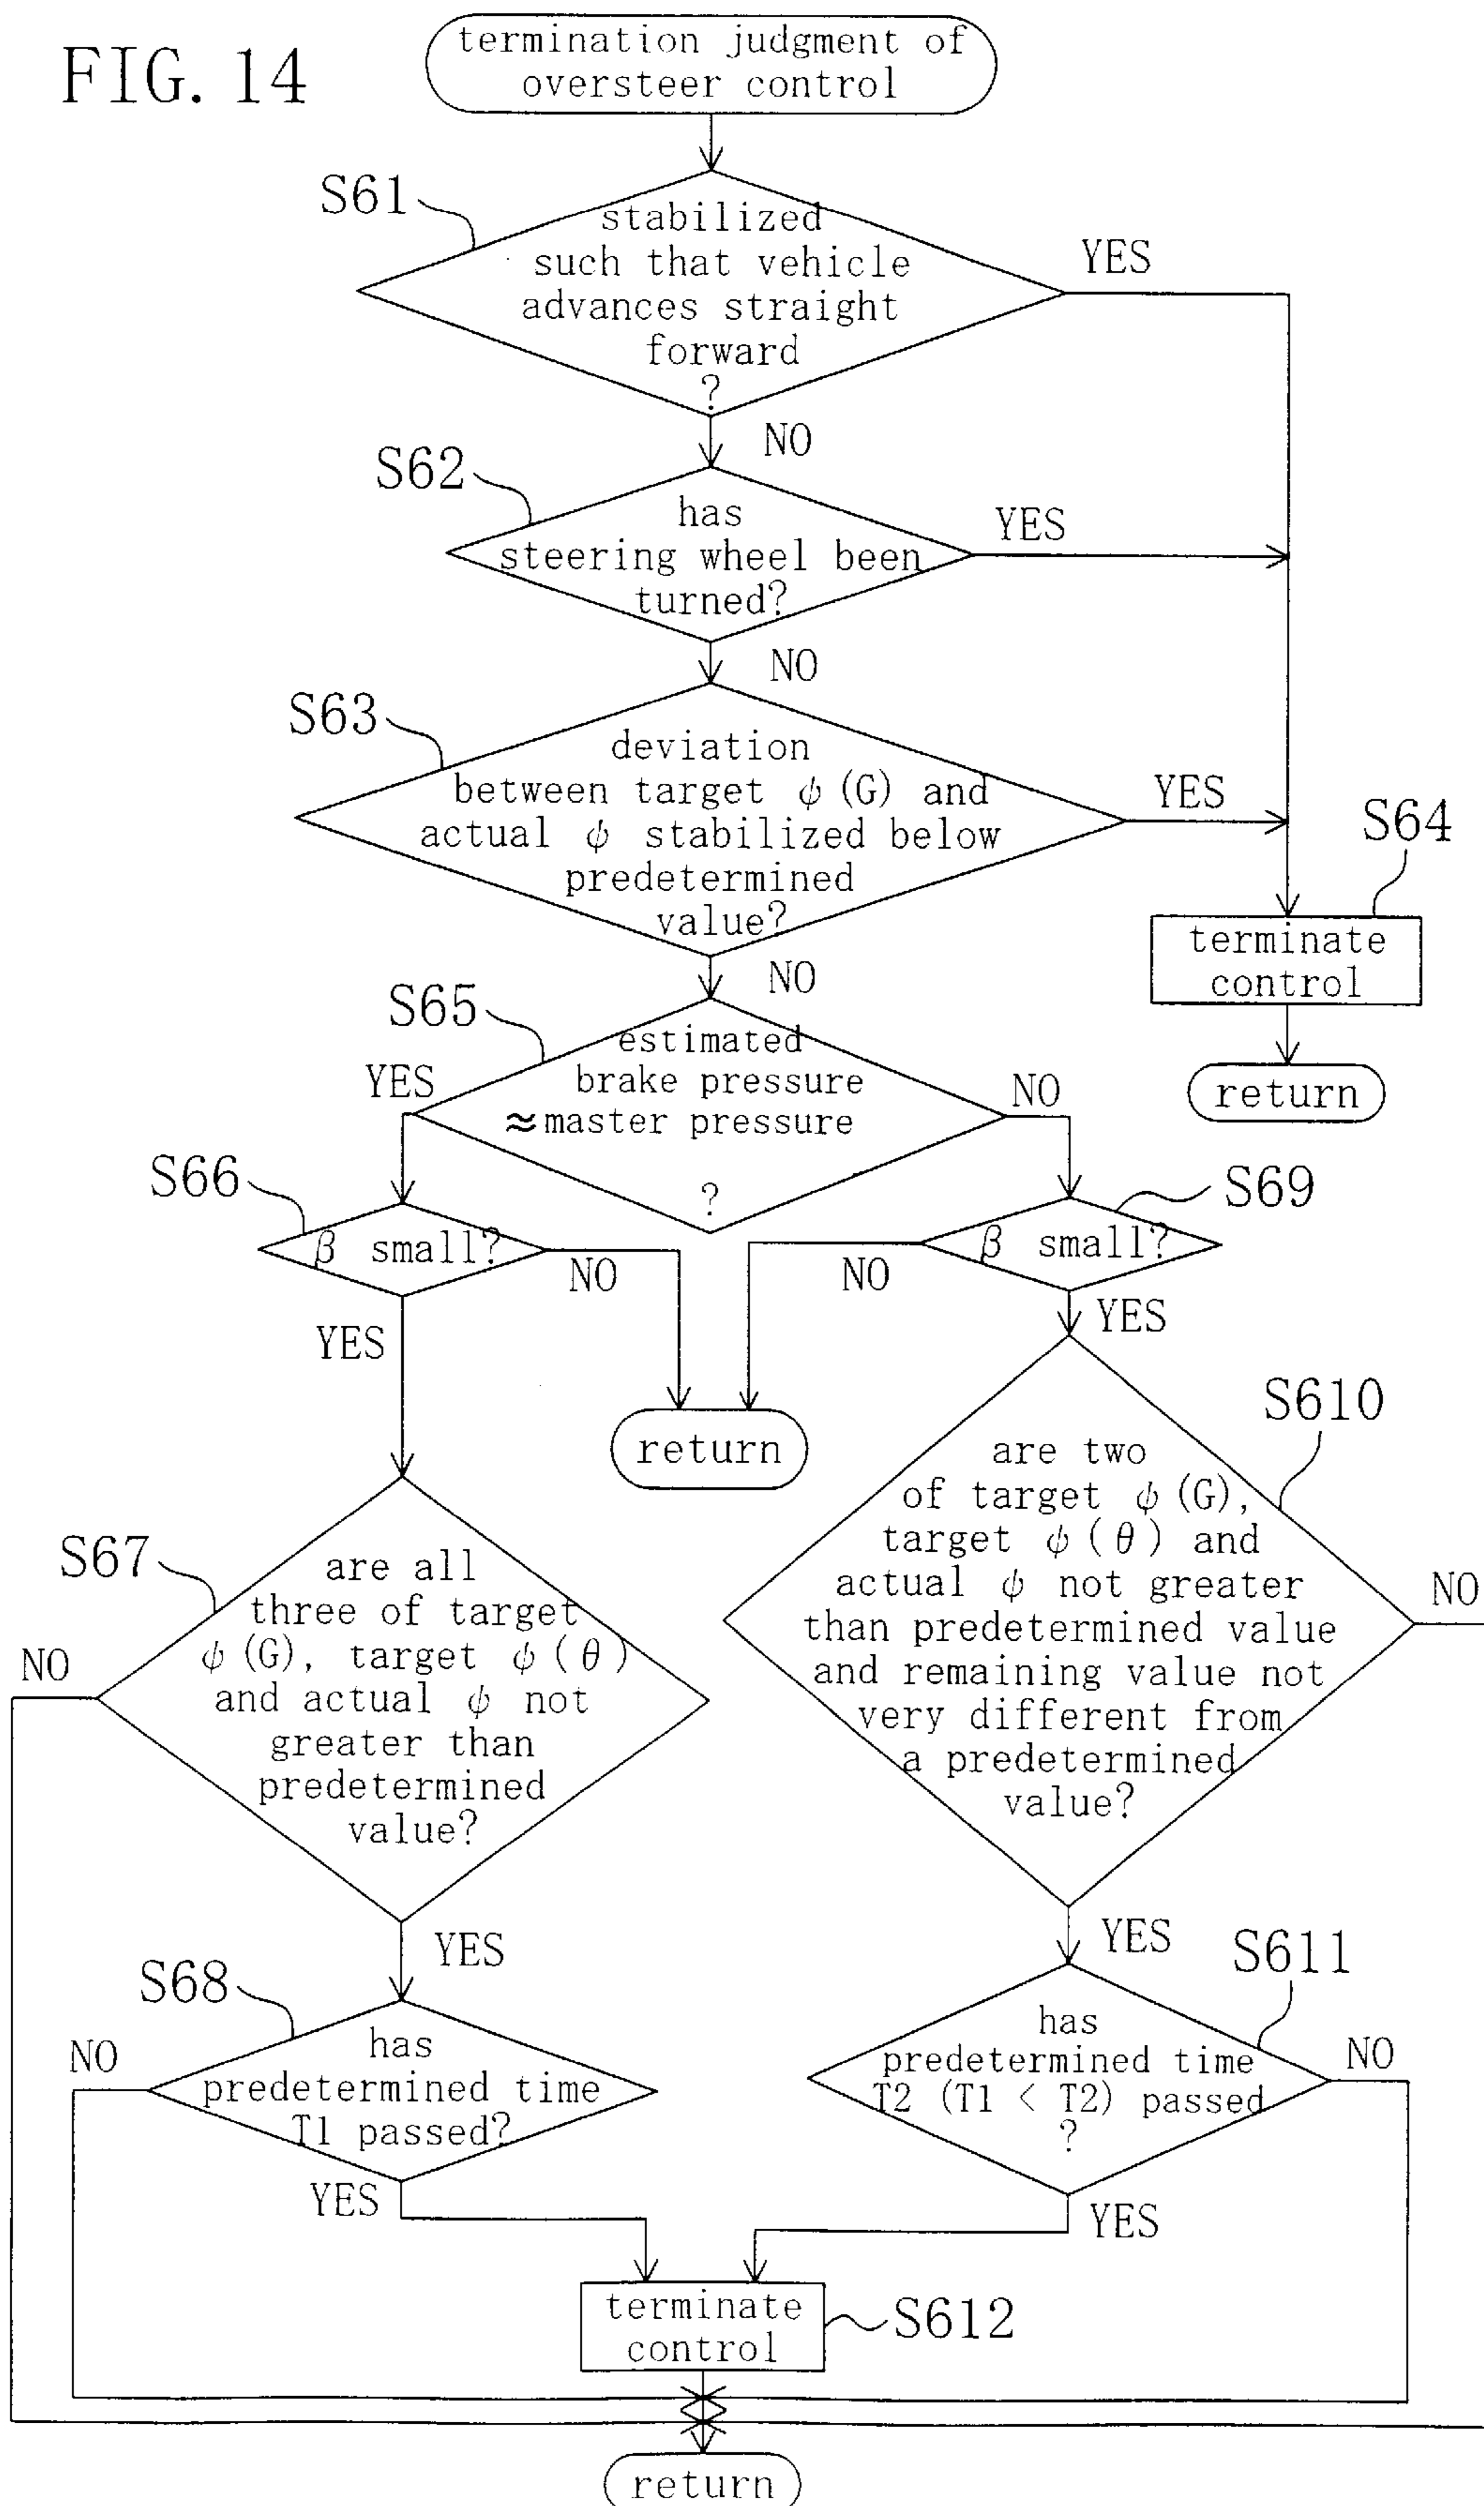 FIG. 14
termination judgment of
oversteer control
S61
stabilized
such that vehicle
advances straight
forward
?
YES
NO
S62
has
steering wheel been
turned?
YES
NO
S63
deviation
between target ψ (G) and
actual ψ stabilized below
predetermined
value?
YES
NO
S64
terminate
control
return
S65
estimated
brake pressure
≈master pressure
?
YES
NO
S66
β small?
NO
YES
S69
β small?
NO
YES
return
S67
are all
three of target
ψ (G), target ψ (θ)
and actual ψ not
greater than
predetermined
value?
NO
YES
S610
are two
of target ψ (G),
target ψ (θ) and
actual ψ not greater
than predetermined value
and remaining value not
very different from
a predetermined
value?
NO
YES
S68
has
predetermined time
T1 passed?
NO
YES
S611
has
predetermined time
T2 (T1 < T2) passed
?
NO
YES
terminate
control
S612
return